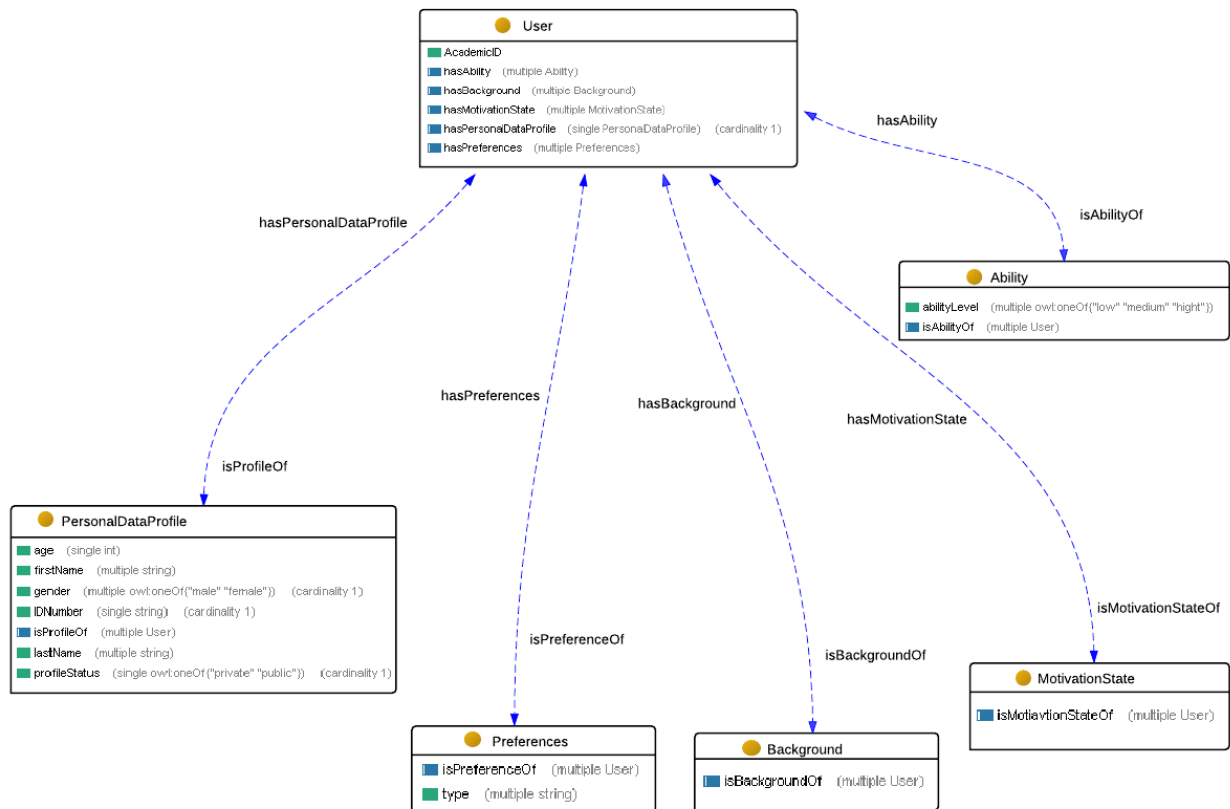 User
AcademicID
hasAbility (multiple Ability)
hasBackground (multiple Background)
hasMotivationState (multiple MotivationState)
hasPersonalDataProfile (single PersonalDataProfile) (cardinality 1)
hasPreferences (multiple Preferences)
hasAbility
isAbilityOf
hasPersonalDataProfile
Ability
abilityLevel (multiple owl:oneOf{"low" "medium" "hight"})
isAbilityOf (multiple User)
hasPreferences
hasBackground
hasMotivationState
isProfileOf
PersonalDataProfile
age (single int)
firstName (multiple string)
gender (multiple owl:oneOf{"male" "female"}) (cardinality 1)
IDNumber (single string) (cardinality 1)
isProfileOf (multiple User)
lastName (multiple string)
profileStatus (single owl:oneOf{"private" "public"}) (cardinality 1)
isPreferenceOf
isBackgroundOf
isMotivationStateOf
MotivationState
isMotiavtionStateOf (multiple User)
Preferences
isPreferenceOf (multiple User)
type (multiple string)
Background
isBackgroundOf (multiple User)